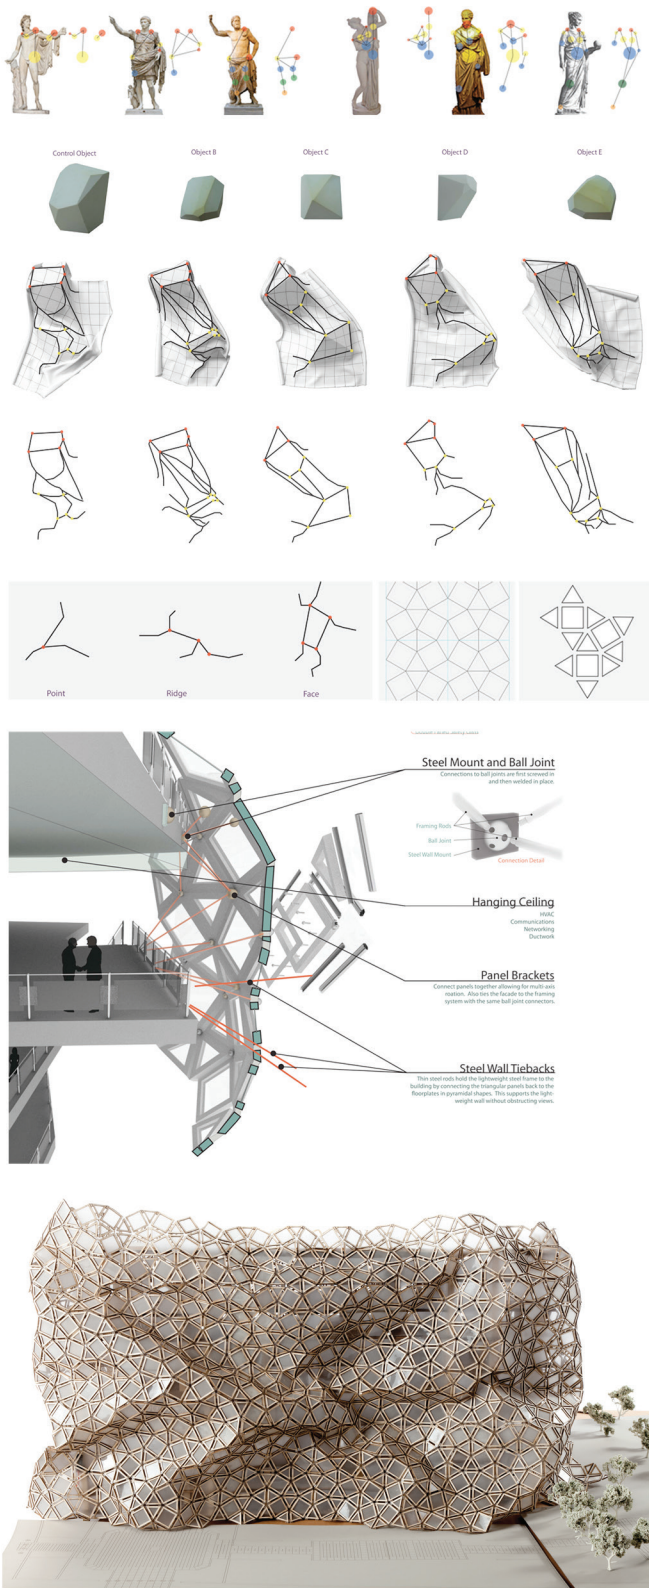 Control Object
Object B
Object C
Object D
Object E
Point
Ridge
Face
Steel Mount and Ball Joint
Connections to ball joints are first screwed in
and then welded in place.
Framing Rods
Ball Joint
Steel Wall Mount
Connection Detail
Hanging Ceiling
HVAC
Communications
Networking
Ductwork
Panel Brackets
Connect panels together allowing for multi-axis
roation. Also ties the facade to the framing
system with the same ball joint connectors.
Steel Wall Tiebacks
Thin steel rods hold the lightweight steel frame to the
building by connecting the triangular panels back to the
floorplates in pyramidal shapes. This supports the light-
weight wall without obstructing views.